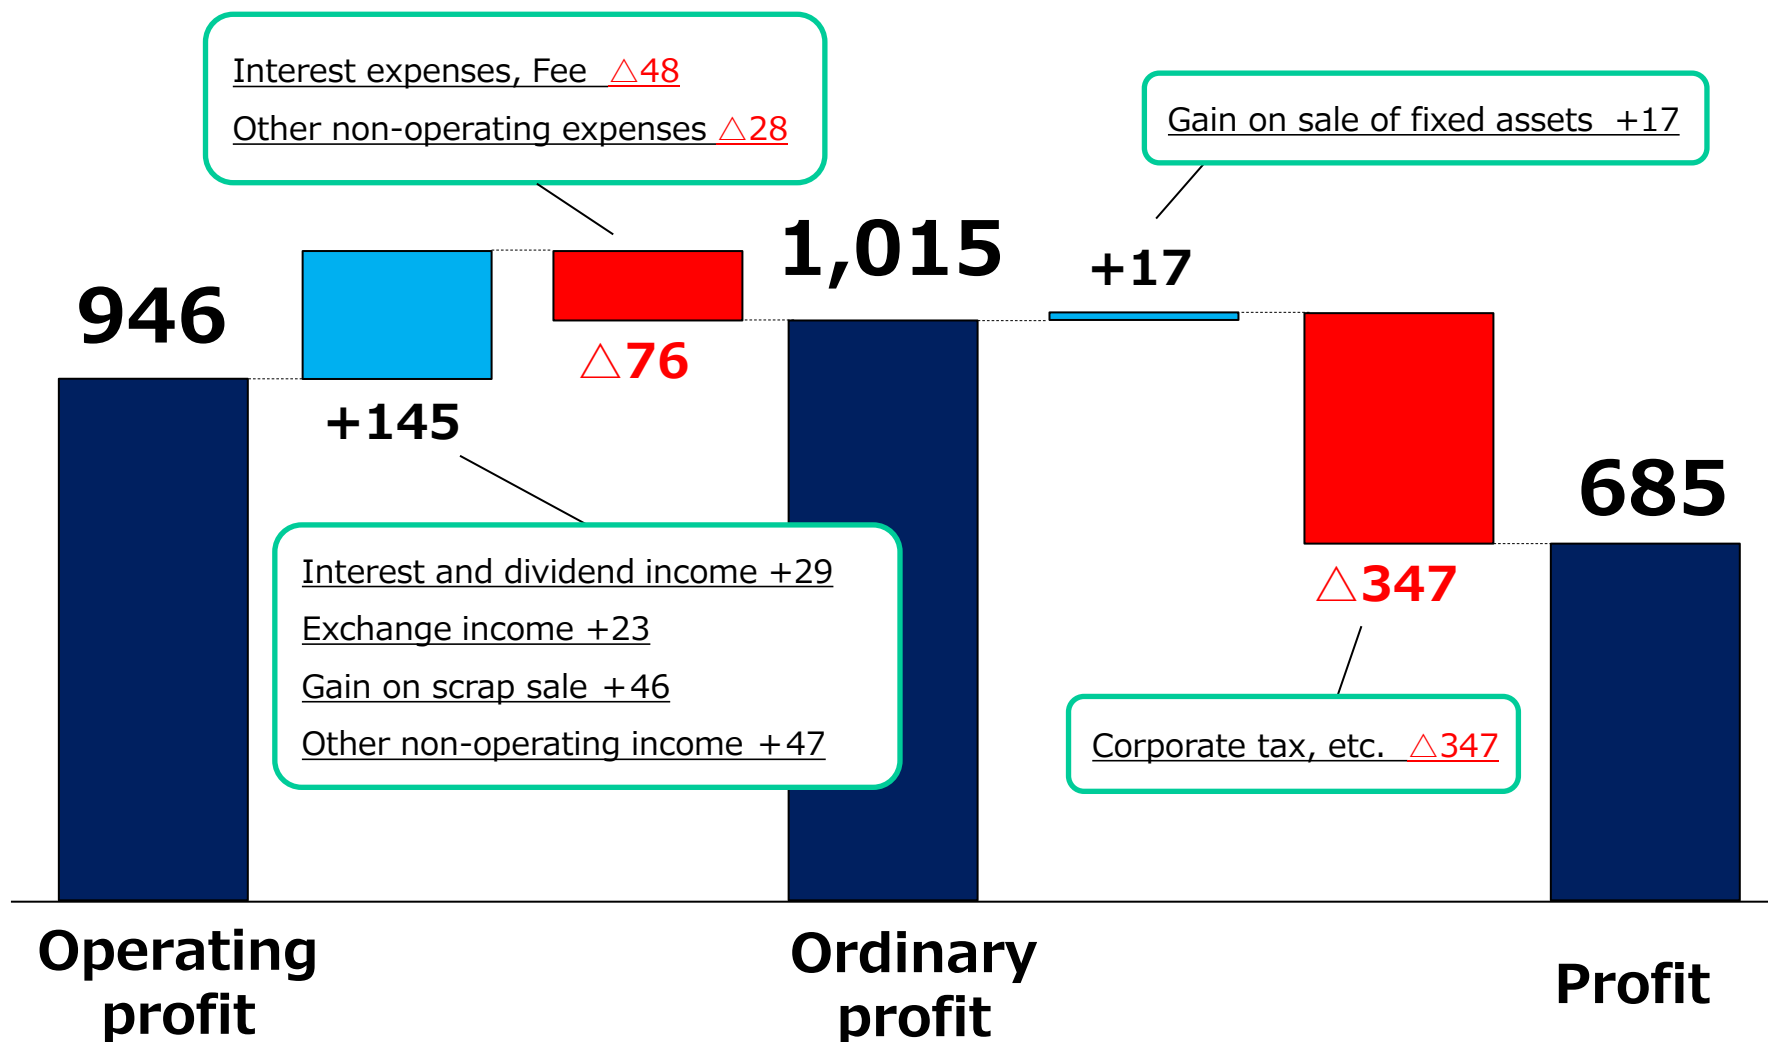 Interest expenses, Fee △48
Other non-operating expenses △28
Gain on sale of fixed assets +17
946
+145
△76
1,015
+17
△347
685
Interest and dividend income +29
Exchange income +23
Gain on scrap sale +46
Other non-operating income +47
Corporate tax, etc. △347
Operating
profit
Ordinary
profit
Profit